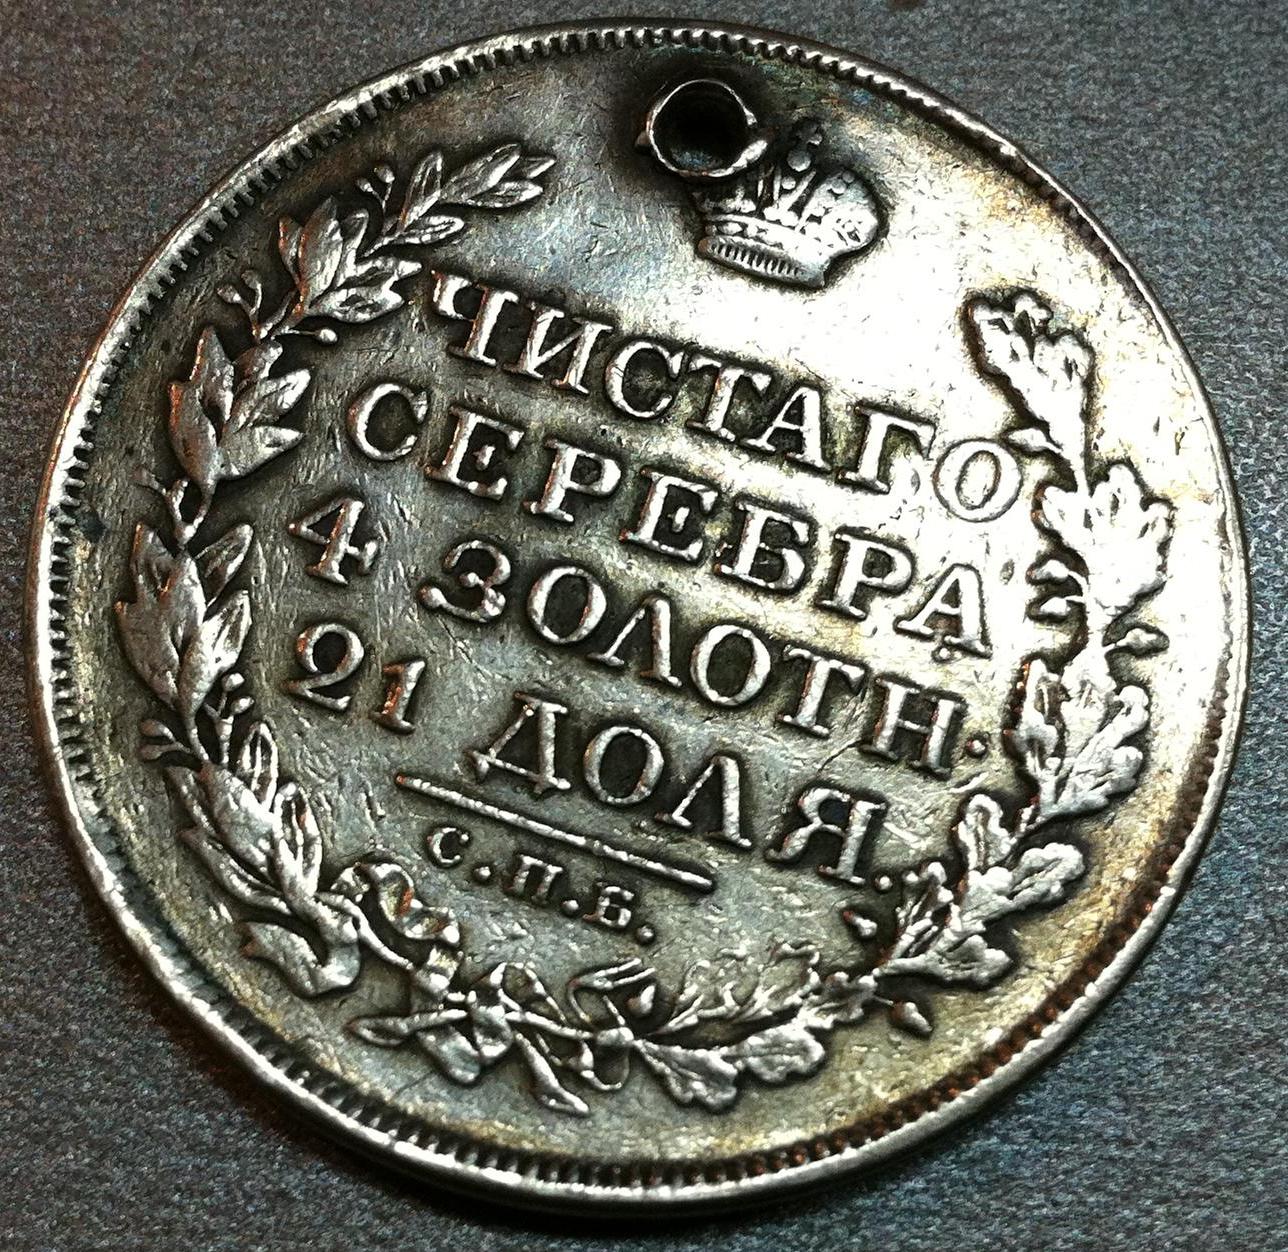 ЧИСТАГО
СЕРЕБРА
4 ЗОЛОТН.
21 ДОЛЯ.
С.П.Б.